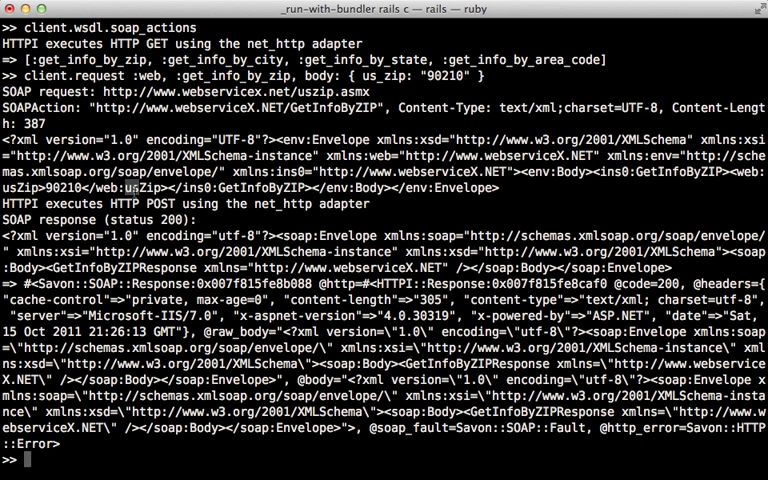 _run-with-bundler rails c — rails — ruby
>> client.wsdl.soap_actions
HTTPI executes HTTP GET using the net_http adapter
=> [:get_info_by_zip, :get_info_by_city, :get_info_by_state, :get_info_by_area_code]
>> client.request :web, :get_info_by_zip, body: { us_zip: "90210" }
SOAP request: http://www.webservicex.net/uszip.asmx
SOAPAction: "http://www.webserviceX.NET/GetInfoByZIP", Content-Type: text/xml;charset=UTF-8, Content-Lengt
h: 387
<?xml version="1.0" encoding="UTF-8"?><env:Envelope xmlns:xsd="http://www.w3.org/2001/XMLSchema" xmlns:xsi
="http://www.w3.org/2001/XMLSchema-instance" xmlns:web="http://www.webserviceX.NET" xmlns:env="http://sche
mas.xmlsoap.org/soap/envelope/" xmlns:ins0="http://www.webserviceX.NET"><env:Body><ins0:GetInfoByZIP><web:
usZip>90210</web:usZip></ins0:GetInfoByZIP></env:Body></env:Envelope>
HTTPI executes HTTP POST using the net_http adapter
SOAP response (status 200):
<?xml version="1.0" encoding="utf-8"?><soap:Envelope xmlns:soap="http://schemas.xmlsoap.org/soap/envelope/
" xmlns:xsi="http://www.w3.org/2001/XMLSchema-instance" xmlns:xsd="http://www.w3.org/2001/XMLSchema"><soap
:Body><GetInfoByZIPResponse xmlns="http://www.webserviceX.NET" /></soap:Body></soap:Envelope>
=> #<Savon::SOAP::Response:0x007f815fe8b088 @http=#<HTTPI::Response:0x007f815fe8caf0 @code=200, @headers={
"cache-control"=>"private, max-age=0", "content-length"=>"305", "content-type"=>"text/xml; charset=utf-8",
 "server"=>"Microsoft-IIS/7.0", "x-aspnet-version"=>"4.0.30319", "x-powered-by"=>"ASP.NET", "date"=>"Sat,
15 Oct 2011 21:26:13 GMT"}, @raw_body="<?xml version=\"1.0\" encoding=\"utf-8\"?><soap:Envelope xmlns:soap
=\"http://schemas.xmlsoap.org/soap/envelope/\" xmlns:xsi=\"http://www.w3.org/2001/XMLSchema-instance\" xml
ns:xsd=\"http://www.w3.org/2001/XMLSchema\"><soap:Body><GetInfoByZIPResponse xmlns=\"http://www.webservice
X.NET\" /></soap:Body></soap:Envelope>", @body="<?xml version=\"1.0\" encoding=\"utf-8\"?><soap:Envelope x
mlns:soap=\"http://schemas.xmlsoap.org/soap/envelope/\" xmlns:xsi=\"http://www.w3.org/2001/XMLSchema-insta
nce\" xmlns:xsd=\"http://www.w3.org/2001/XMLSchema\"><soap:Body><GetInfoByZIPResponse xmlns=\"http://www.w
ebserviceX.NET\" /></soap:Body></soap:Envelope>">, @soap_fault=Savon::SOAP::Fault, @http_error=Savon::HTTP
::Error>
>>